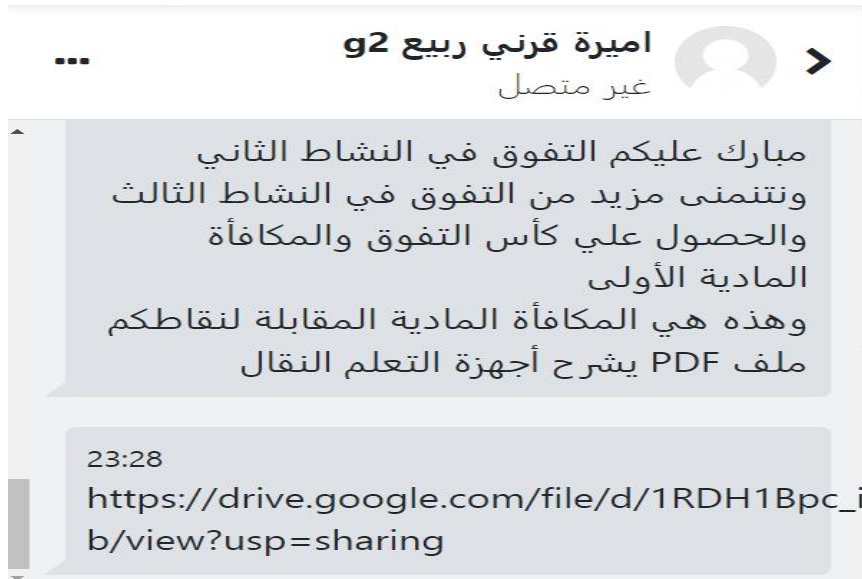 اميرة قرني ربيع g2
غير متصل
مبارك عليكم التفوق في النشاط الثاني
ونتنمنى مزيد من التفوق في النشاط الثالث
والحصول علي كأس التفوق والمكافأة
المادية الأولى
وهذه هي المكافأة المادية المقابلة لنقاطكم
ملف PDF يشرح أجهزة التعلم النقال
23:28
https://drive.google.com/file/d/1RDH1Bpc_i
b/view?usp=sharing